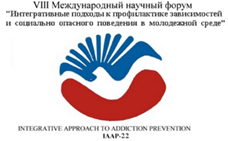 VIII Международный научный форум
"Интегративные подходы к профилактике зависимостей
и социально опасного поведения в молодежной среде"
INTEGRATIVE APPROACH TO ADDICTION PREVENTION
IAAP-22